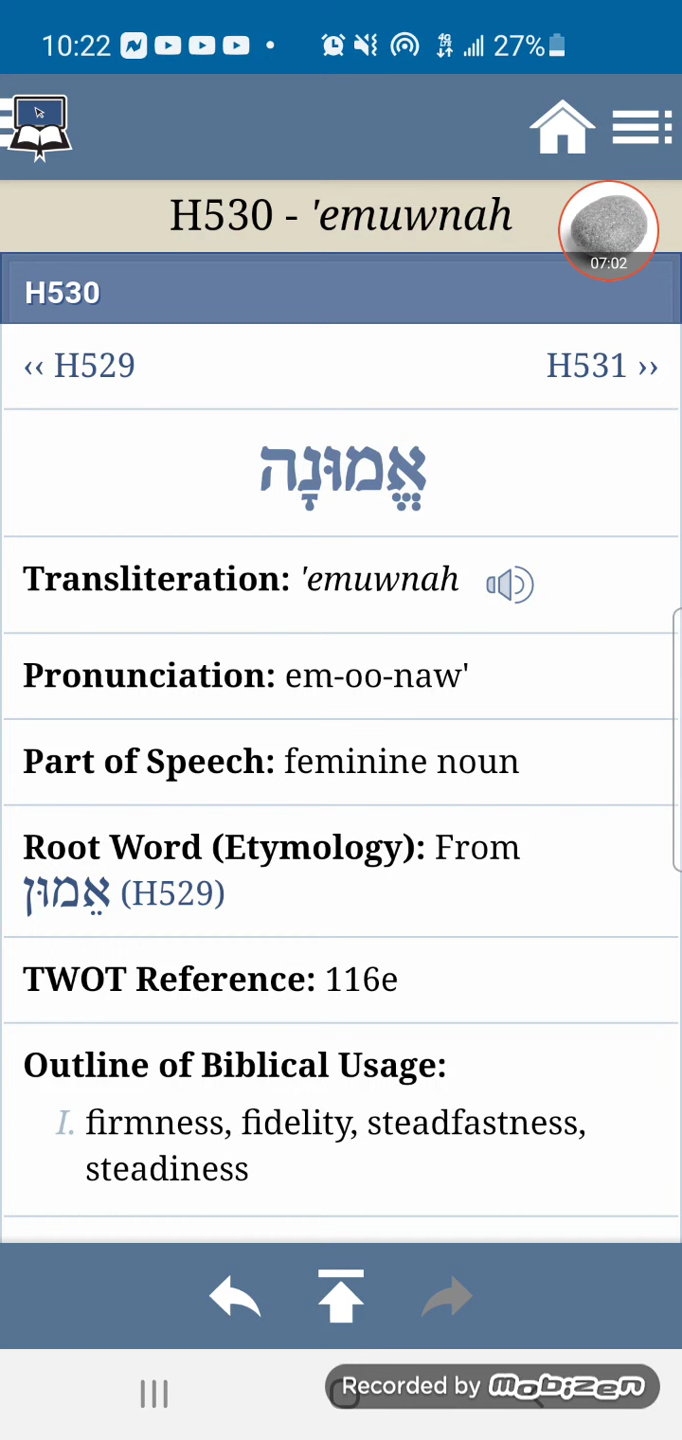 10:22 27%
H530 - 'emuwnah
07:02
H530
‹‹ H529 H531 ››
אֱמוּנָה
Transliteration: 'emuwnah
Pronunciation: em-oo-naw'
Part of Speech: feminine noun
Root Word (Etymology): From
אֵמוּן (H529)
TWOT Reference: 116e
Outline of Biblical Usage:
I. firmness, fidelity, steadfastness,
steadiness
Recorded by mobizen